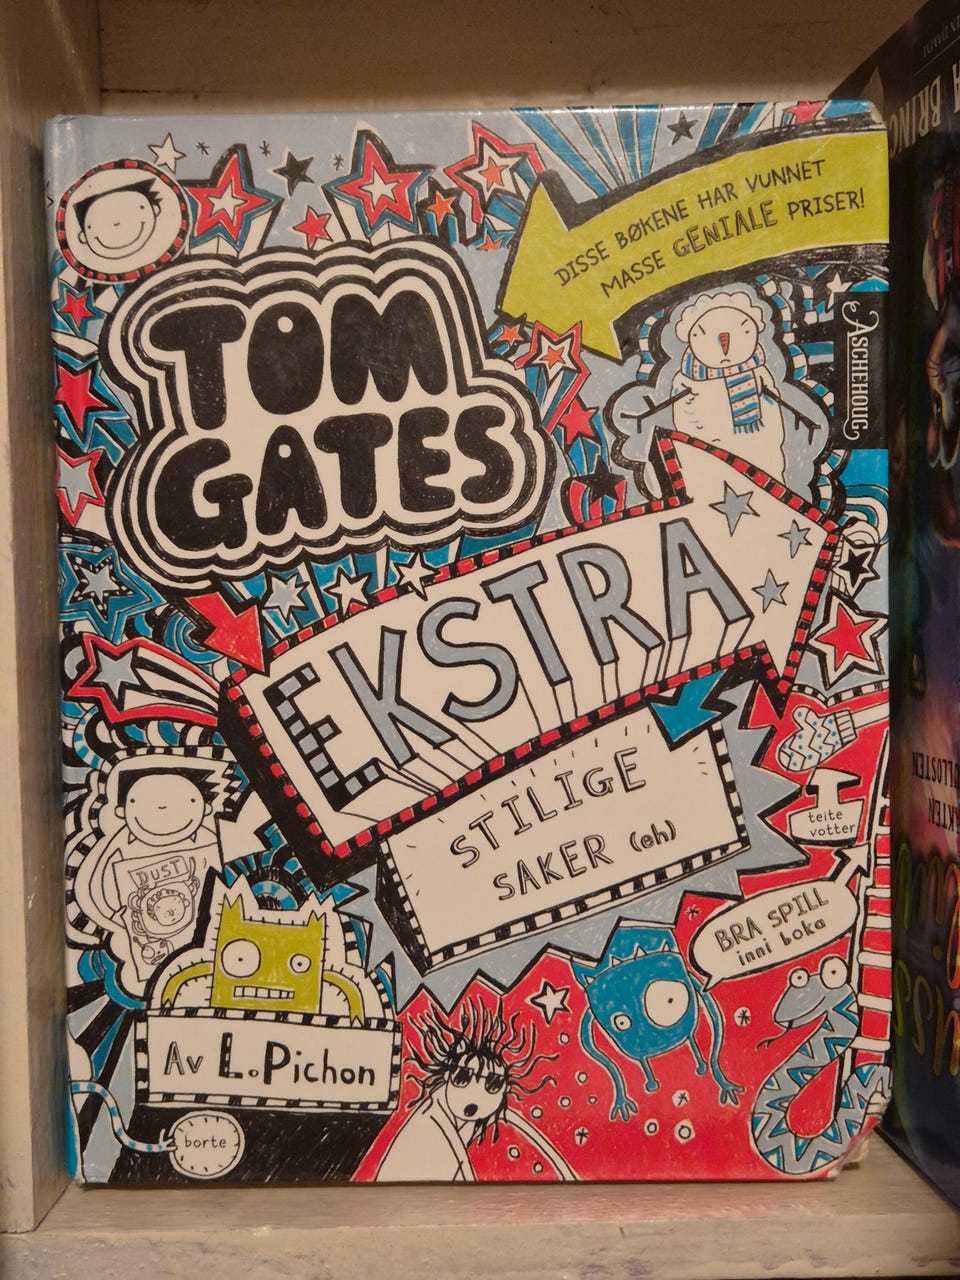 DISSE BØKENE HAR VUNNET
MASSE GENIALE PRISER!
TOM
GATES
ASCHEHOUG
EKSTRA
STILIGE
SAKER (eh)
teite
votter
DUST!
BRA SPILL
inni boka
Av L.Pichon
borte